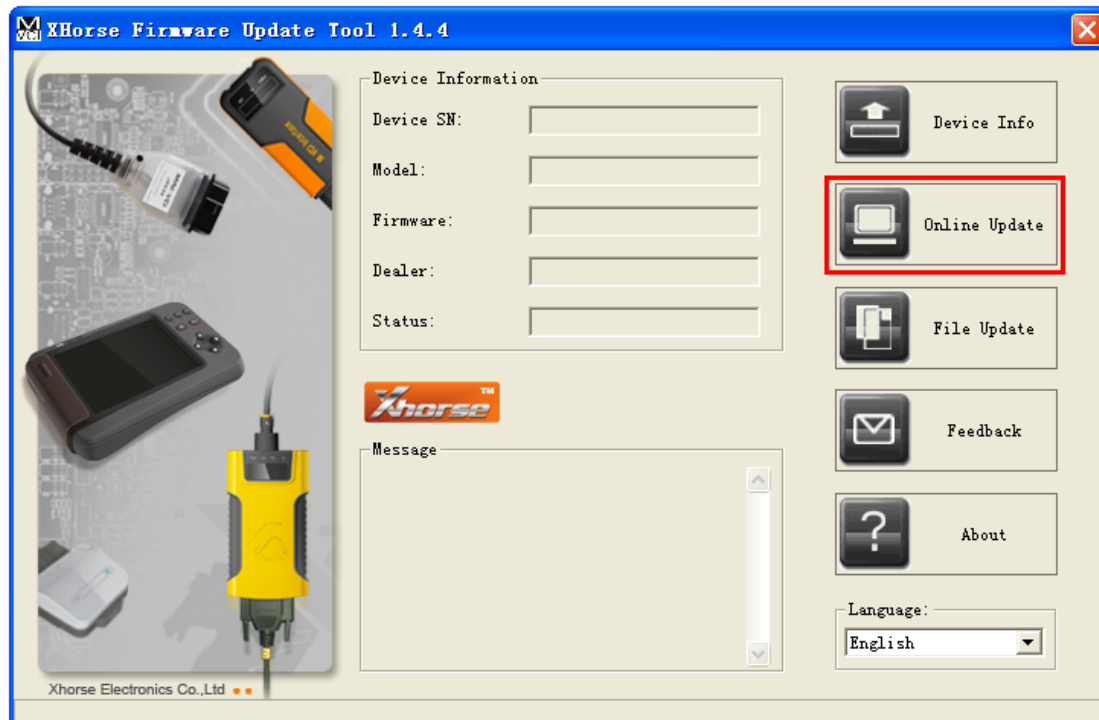 XHorse Firmware Update Tool 1.4.4
Device Information
Device SN:
Model:
Firmware:
Dealer:
Status:
Xhorse™
Message
Device Info
Online Update
File Update
Feedback
? About
Language:
English
Xhorse Electronics Co.,Ltd